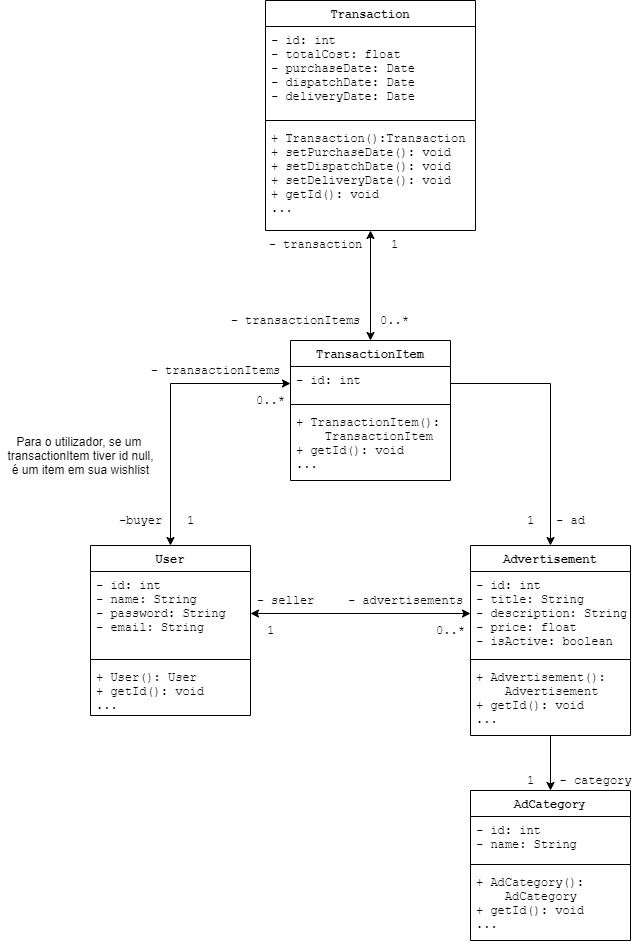 Transaction
- id: int
- totalCost: float
- purchaseDate: Date
- dispatchDate: Date
- deliveryDate: Date
+ Transaction():Transaction
+ setPurchaseDate(): void
+ setDispatchDate(): void
+ setDeliveryDate(): void
+ getId(): void
...
- transaction 1
- transactionItems 0..*
TransactionItem
- id: int
+ TransactionItem():
TransactionItem
+ getId(): void
...
- transactionItems
0..*
Para o utilizador, se um
transactionItem tiver id null,
é um item em sua wishlist
-buyer 1
1 - ad
User
- id: int
- name: String
- password: String
- email: String
+ User(): User
+ getId(): void
...
- seller - advertisements
1 0..*
Advertisement
- id: int
- title: String
- description: String
- price: float
- isActive: boolean
+ Advertisement():
Advertisement
+ getId(): void
...
1 - category
AdCategory
- id: int
- name: String
+ AdCategory():
AdCategory
+ getId(): void
...